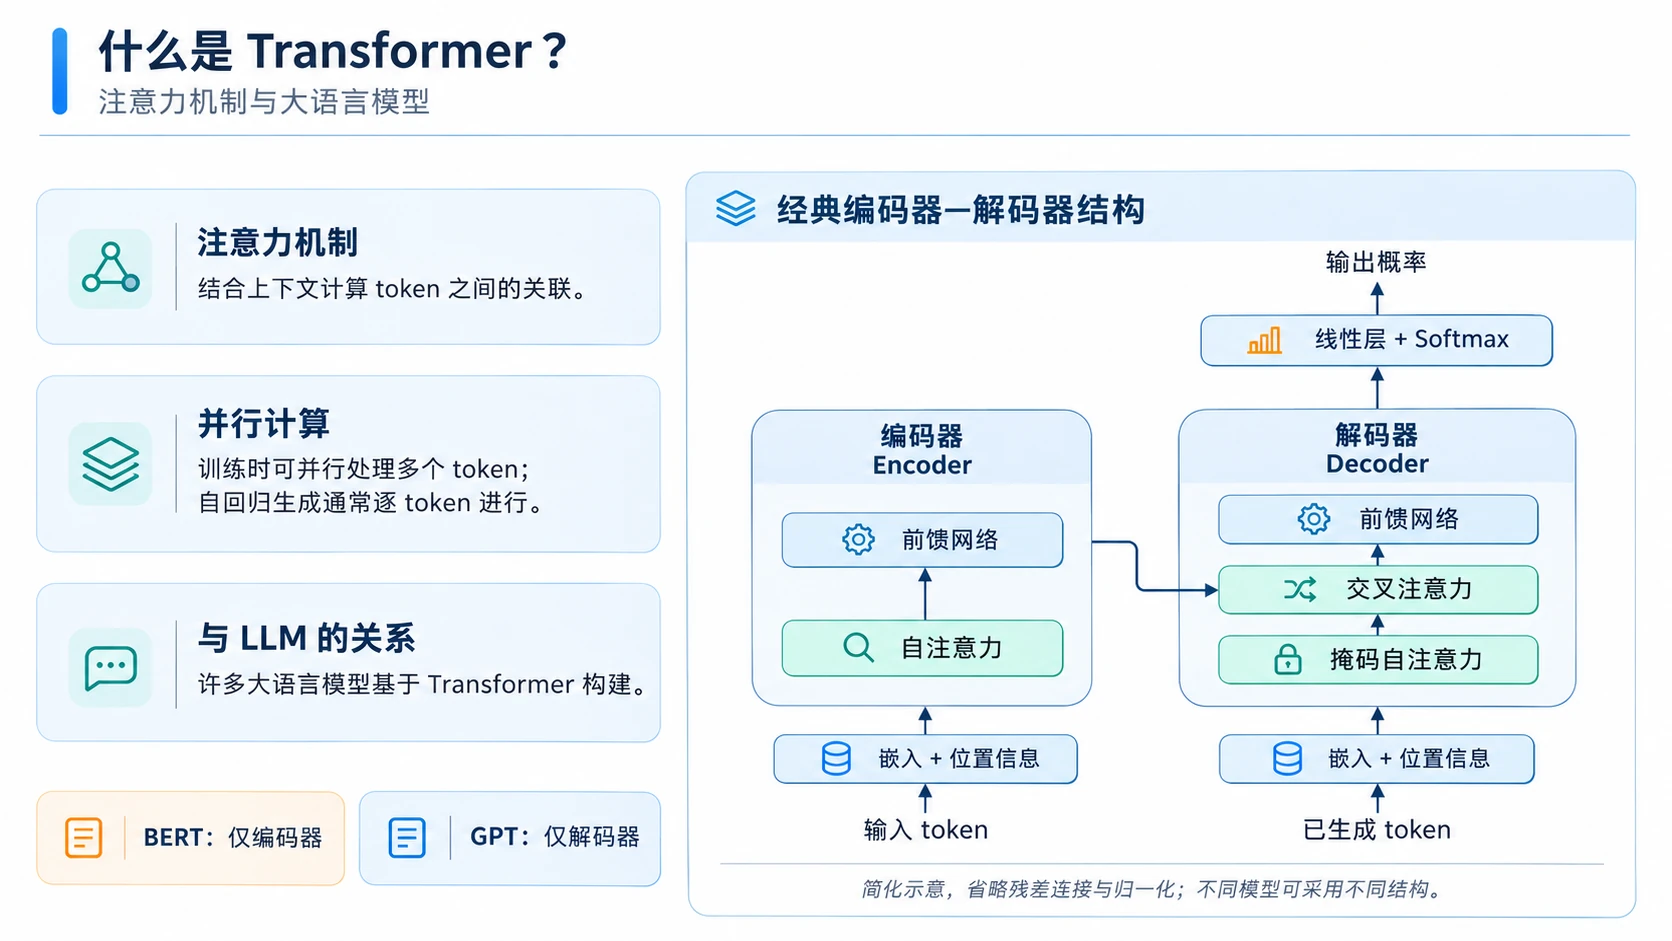 什么是 Transformer？
注意力机制与大语言模型
注意力机制
结合上下文计算 token 之间的关联。
并行计算
训练时可并行处理多个 token；
自回归生成通常逐 token 进行。
与 LLM 的关系
许多大语言模型基于 Transformer 构建。
BERT：仅编码器
GPT：仅解码器
经典编码器—解码器结构
输出概率
线性层 + Softmax
编码器
Encoder
前馈网络
自注意力
嵌入 + 位置信息
输入 token
解码器
Decoder
前馈网络
交叉注意力
掩码自注意力
嵌入 + 位置信息
已生成 token
简化示意，省略残差连接与归一化；不同模型可采用不同结构。